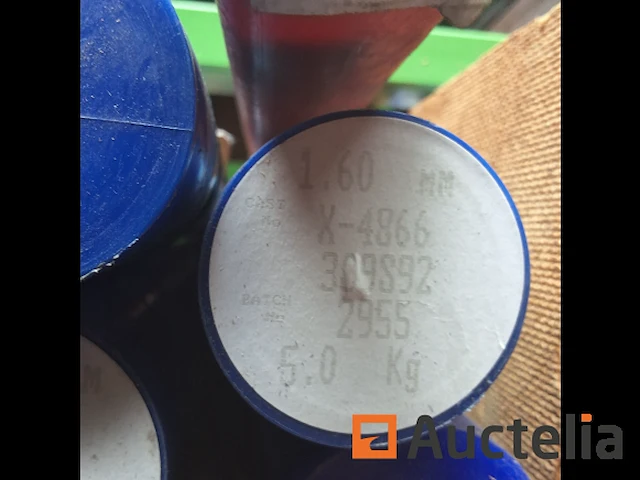 1.60 MM
CAST
No X-4866
309S92
BATCH
No 2955
5.0 Kg
M
Auctelia